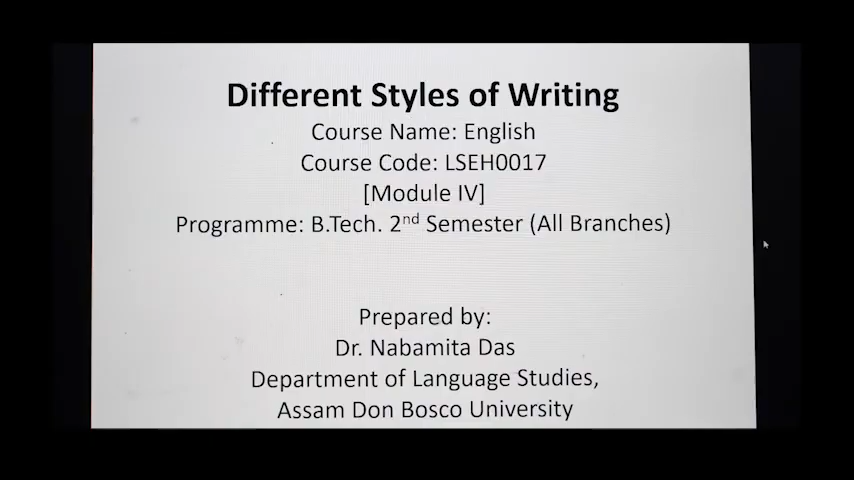 Different Styles of Writing
Course Name: English
Course Code: LSEH0017
[Module IV]
Programme: B.Tech. 2nd Semester (All Branches)
Prepared by:
Dr. Nabamita Das
Department of Language Studies,
Assam Don Bosco University